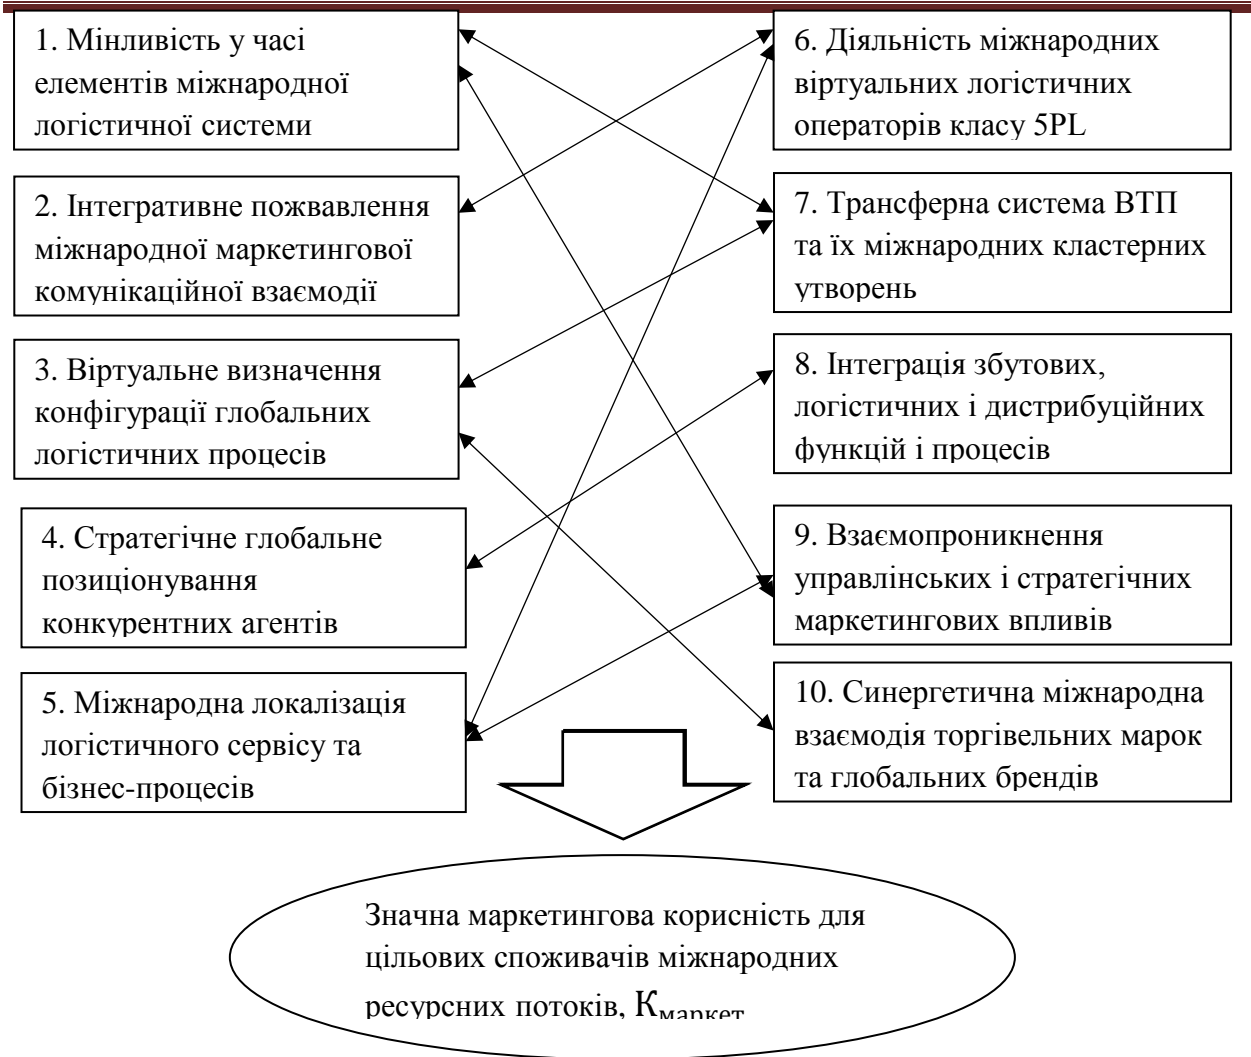 1. Мінливість у часі
елементів міжнародної
логістичної системи
2. Інтегративне пожвавлення
міжнародної маркетингової
комунікаційної взаємодії
3. Віртуальне визначення
конфігурації глобальних
логістичних процесів
4. Стратегічне глобальне
позиціонування
конкурентних агентів
5. Міжнародна локалізація
логістичного сервісу та
бізнес-процесів
6. Діяльність міжнародних
віртуальних логістичних
операторів класу 5PL
7. Трансферна система ВТП
та їх міжнародних кластерних
утворень
8. Інтеграція збутових,
логістичних і дистрибуційних
функцій і процесів
9. Взаємопроникнення
управлінських і стратегічних
маркетингових впливів
10. Синергетична міжнародна
взаємодія торгівельних марок
та глобальних брендів
Значна маркетингова корисність для
цільових споживачів міжнародних
ресурсних потоків, Kмаркет